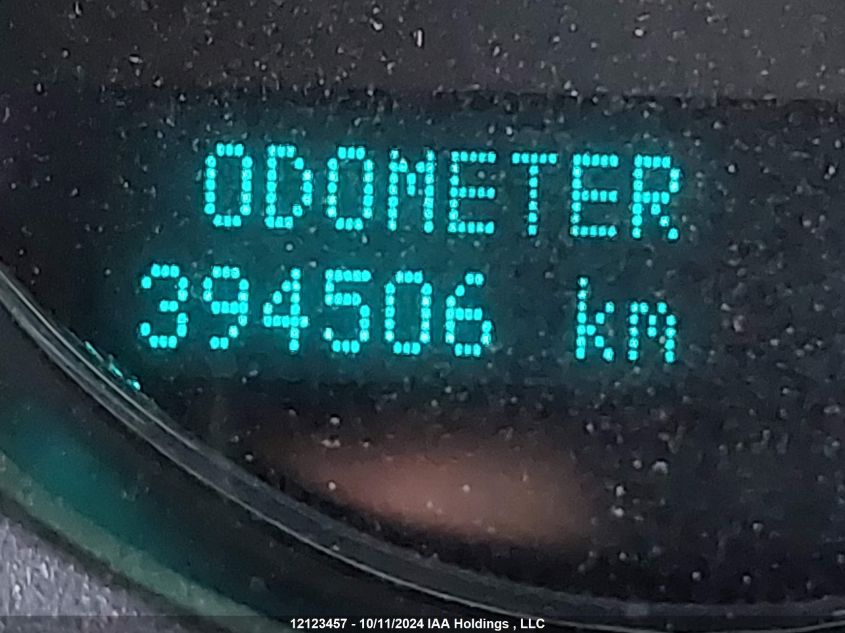 ODOMETER
394506 km
12123457 - 10/11/2024 IAA Holdings , LLC